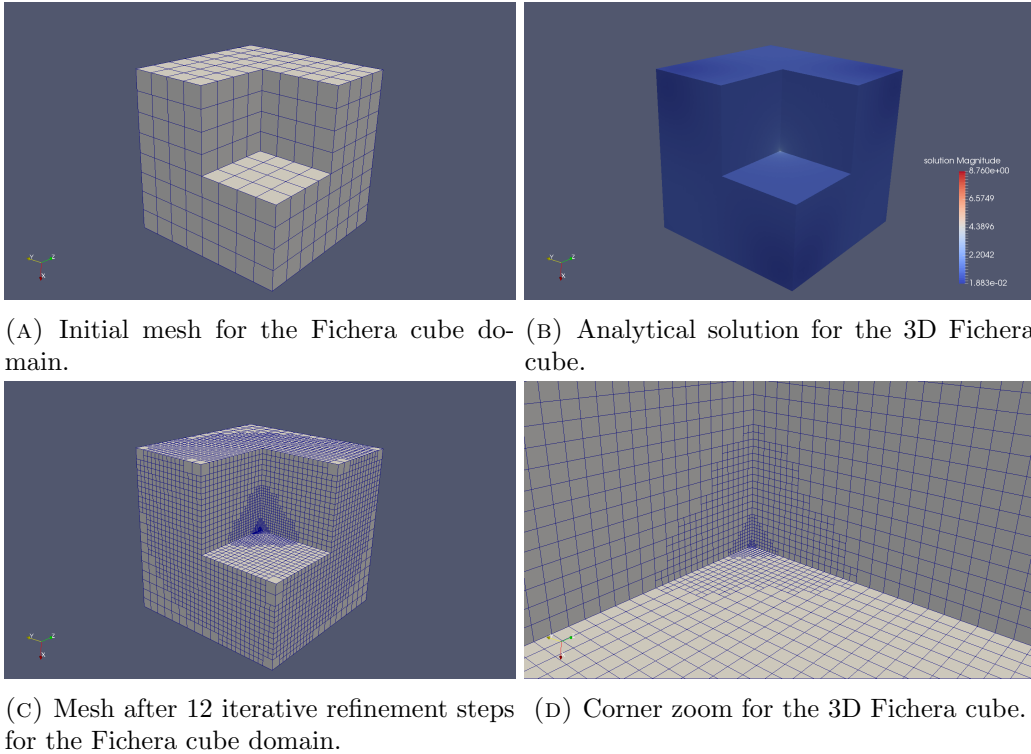 solution Magnitude
8.760e+00
6.5749
4.3896
2.2042
1.883e-02
Y Z
X
Y Z
X
(A) Initial mesh for the Fichera cube do-
main.
(B) Analytical solution for the 3D Fichera
cube.
Y Z
X
(C) Mesh after 12 iterative refinement steps
for the Fichera cube domain.
(D) Corner zoom for the 3D Fichera cube.